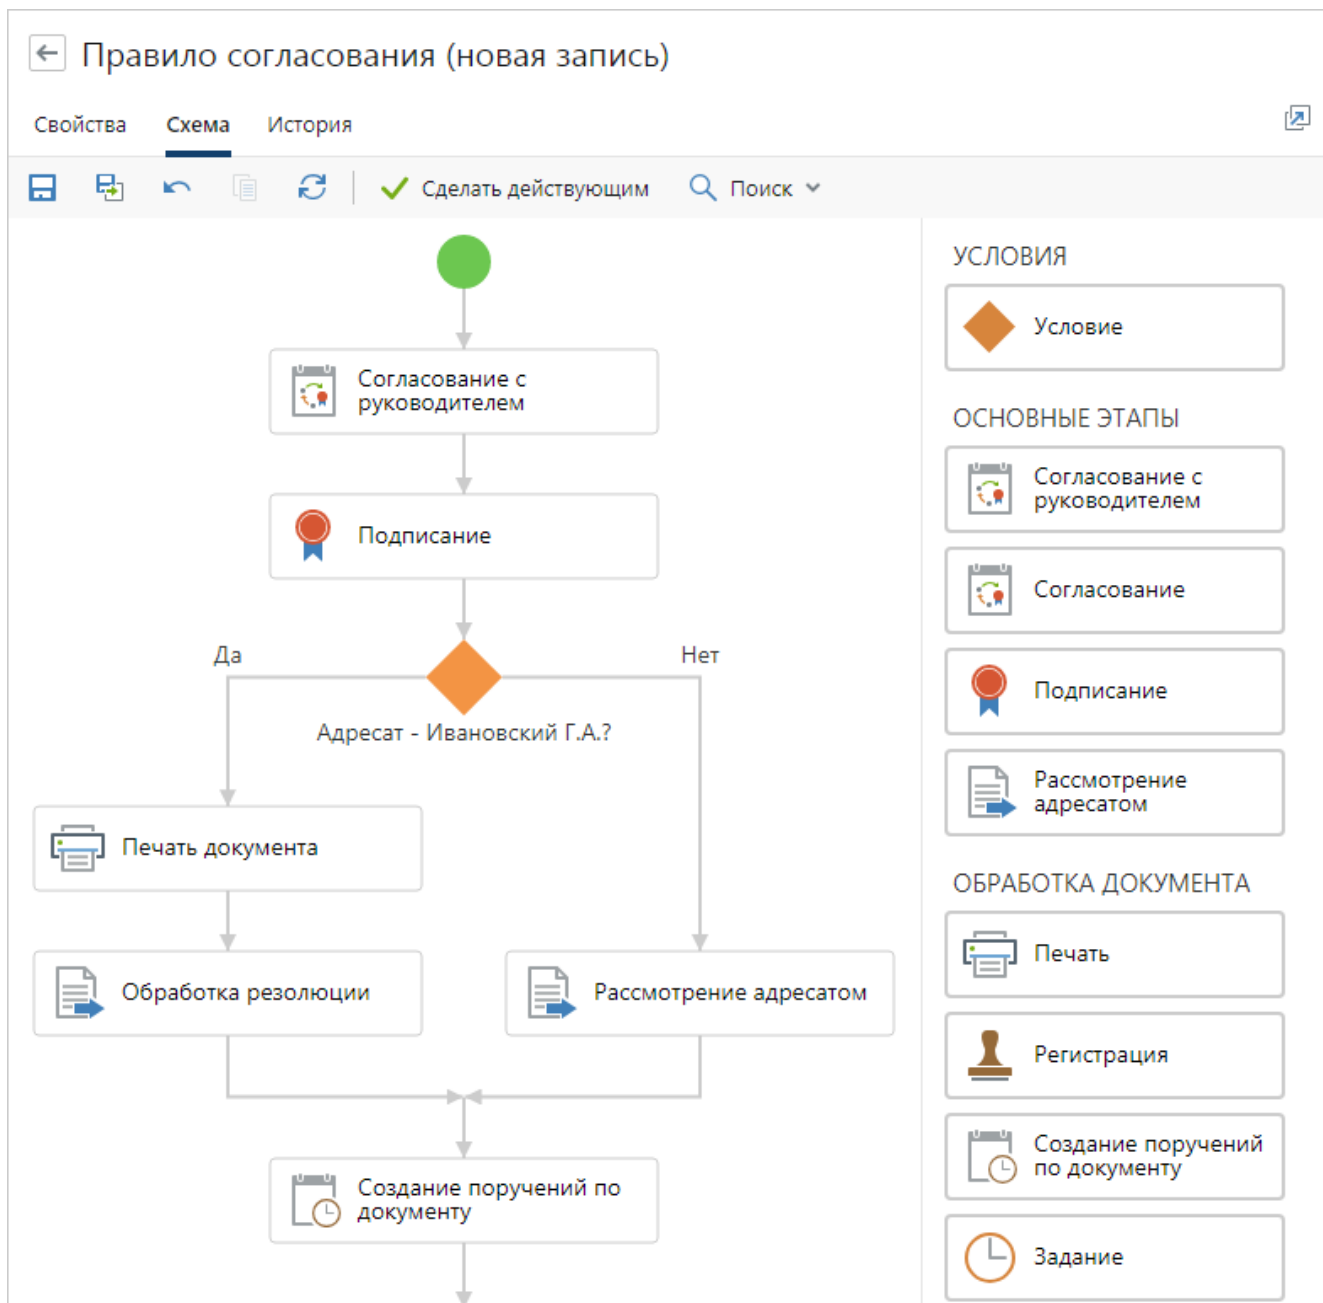 Правило согласования (новая запись)
Свойства Схема История
Сделать действующим Поиск
Согласование с
руководителем
Подписание
Да
Нет
Адресат - Ивановский Г.А.?
Печать документа
Обработка резолюции
Рассмотрение адресатом
Создание поручений по
документу
УСЛОВИЯ
Условие
ОСНОВНЫЕ ЭТАПЫ
Согласование с
руководителем
Согласование
Подписание
Рассмотрение
адресатом
ОБРАБОТКА ДОКУМЕНТА
Печать
Регистрация
Создание поручений
по документу
Задание